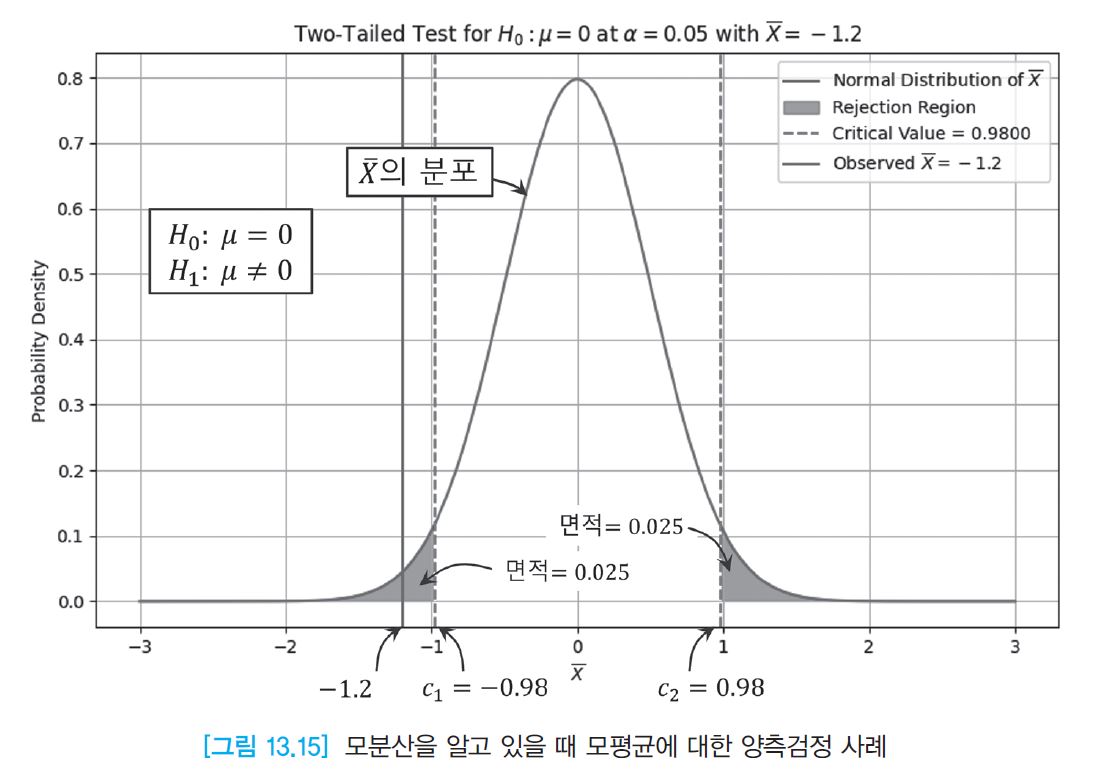 Two-Tailed Test for H₀ : μ = 0 at α = 0.05 with X̅ = −1.2
Normal Distribution of X̅
Rejection Region
Critical Value = 0.9800
Observed X̅ = −1.2
X̅의 분포
H₀: μ = 0
H₁: μ ≠ 0
Probability Density
0.8
0.7
0.6
0.5
0.4
0.3
0.2
0.1
0.0
면적= 0.025
면적= 0.025
−3 −2 −1 0 1 2 3
X̅
−1.2 c₁ = −0.98 c₂ = 0.98
[그림 13.15] 모분산을 알고 있을 때 모평균에 대한 양측검정 사례